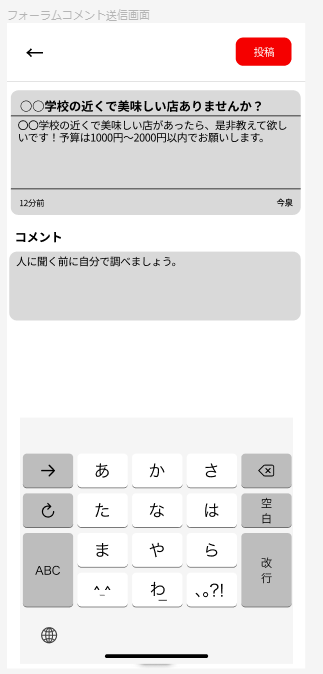 フォーラムコメント送信画面
投稿
○○学校の近くで美味しい店ありませんか？
〇〇学校の近くで美味しい店があったら、是非教えて欲し
いです！予算は1000円～2000円以内でお願いします。
12分前
今泉
コメント
人に聞く前に自分で調べましょう。
あ
か
さ
た
な
は
空
白
ABC
ま
や
ら
改
行
^_^
わ_
、。?!